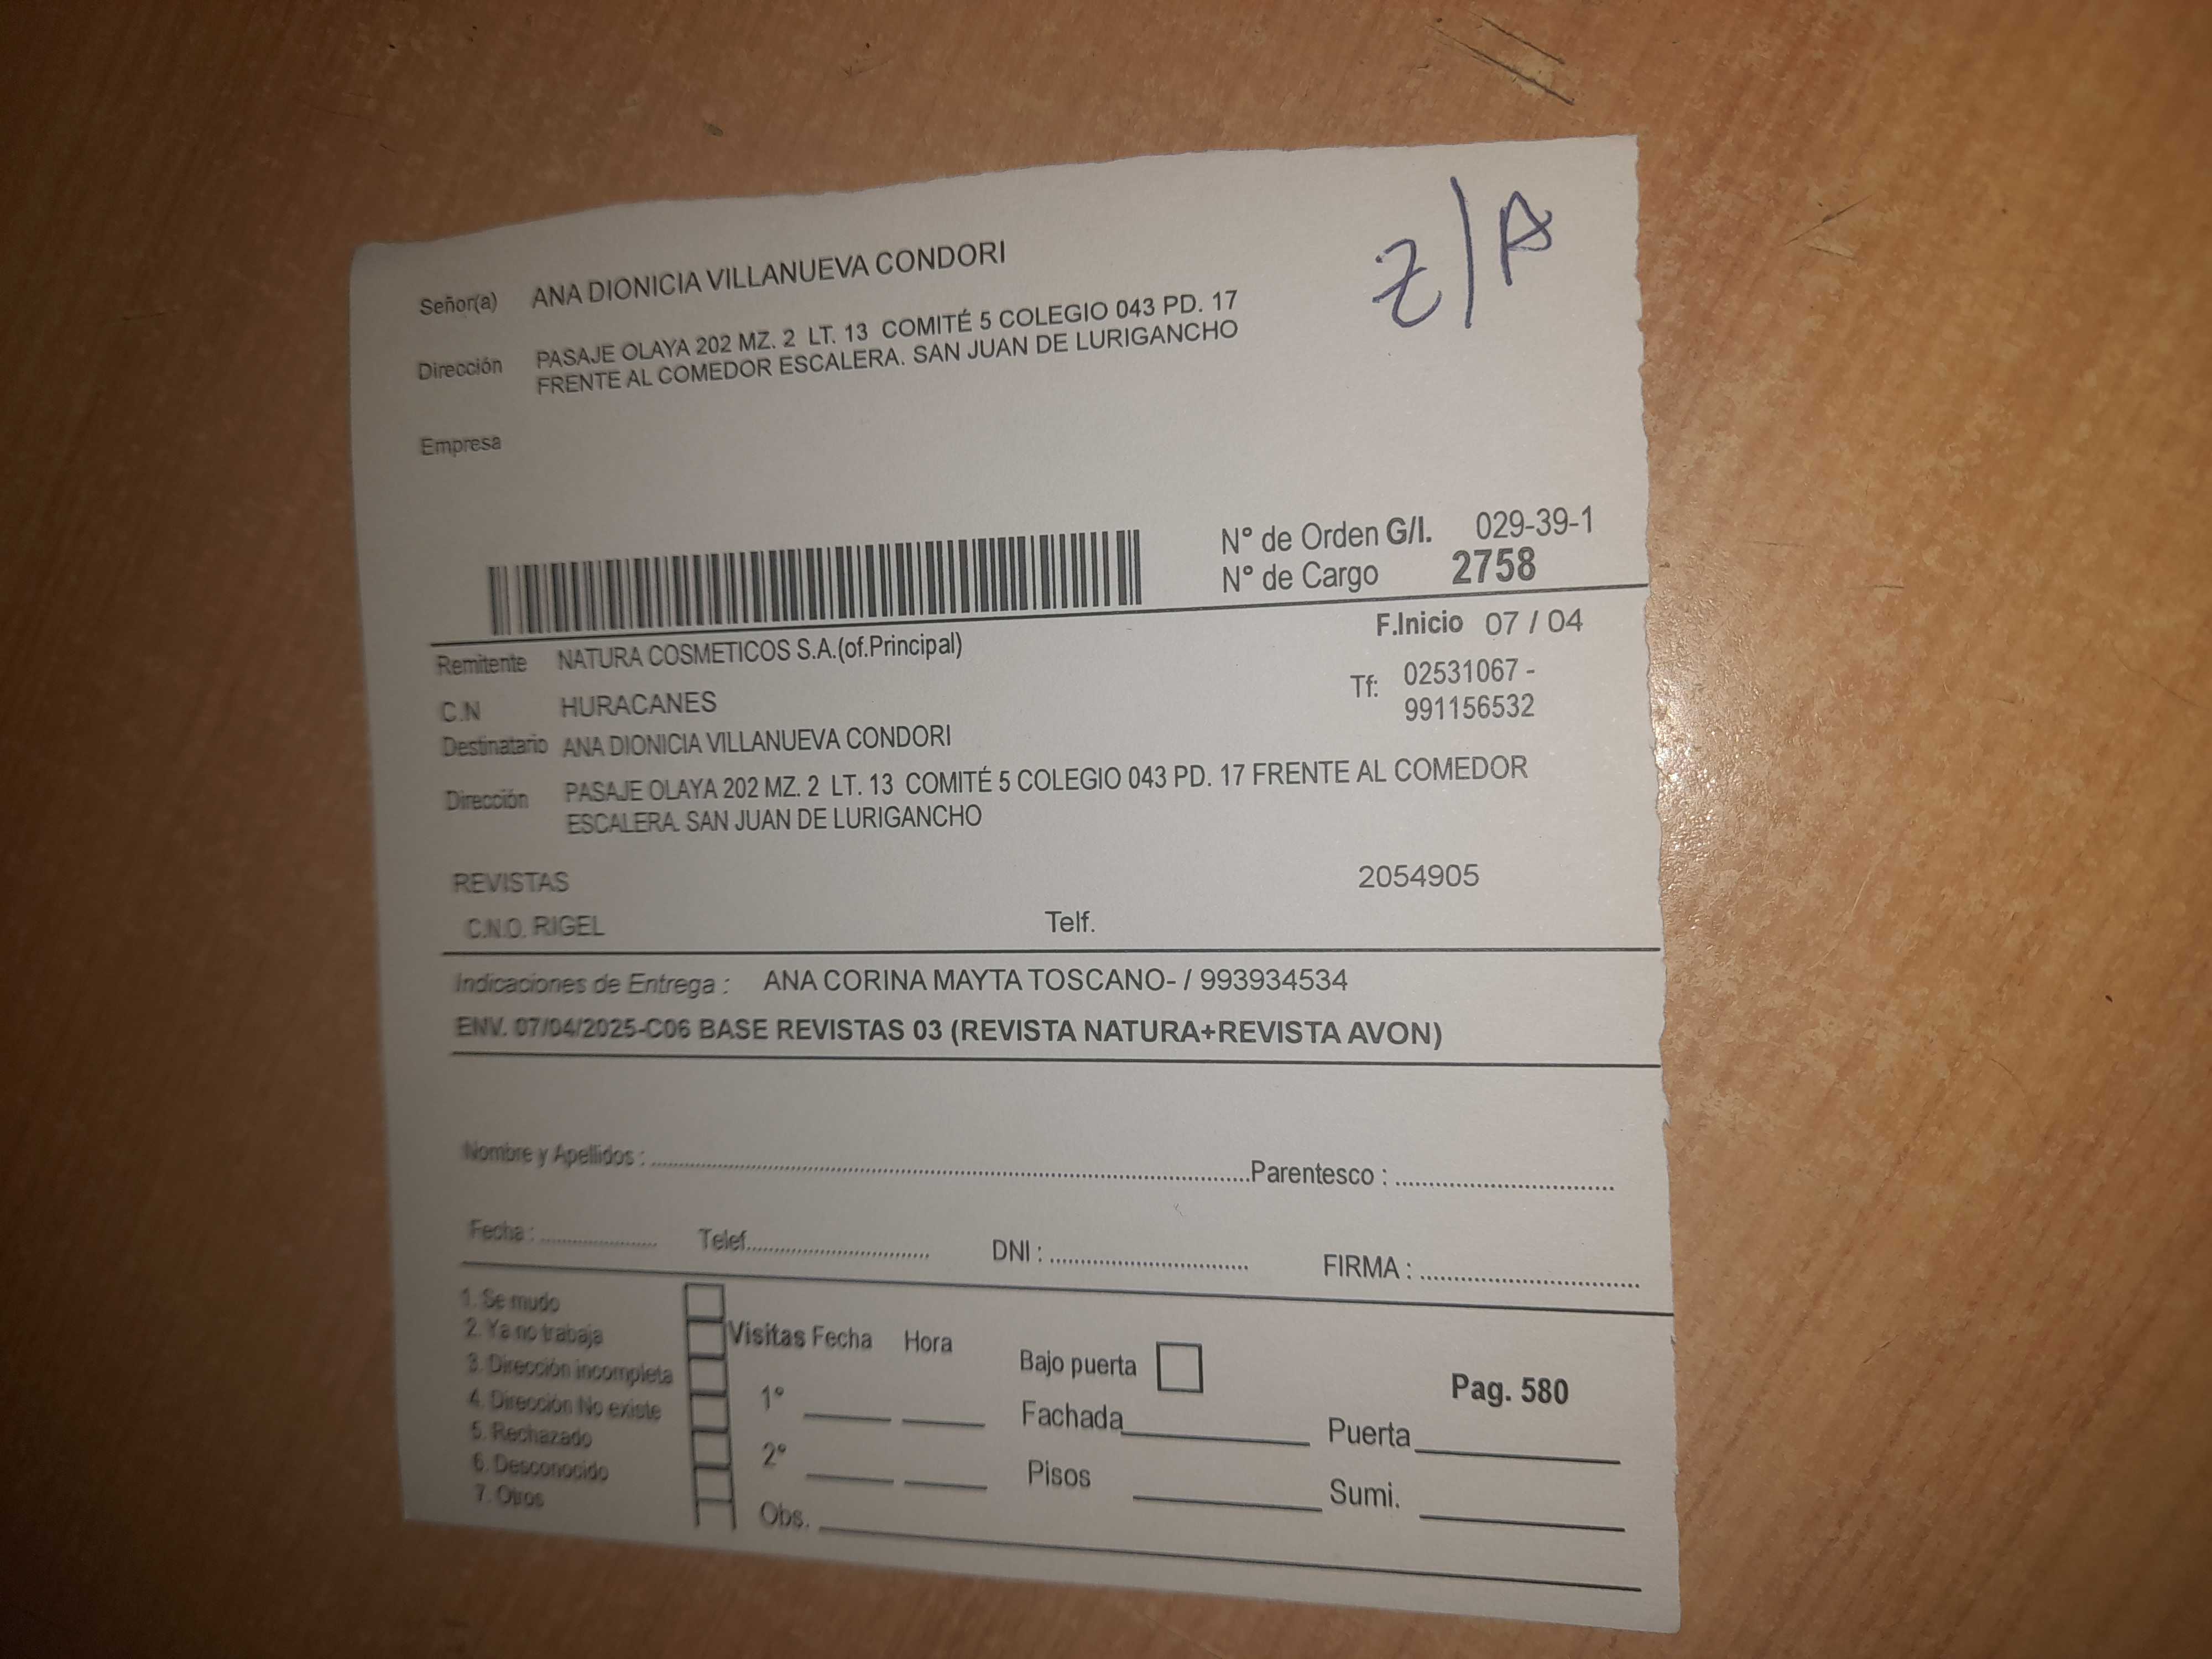 Z/A
Señor(a) ANA DIONICIA VILLANUEVA CONDORI
Dirección PASAJE OLAYA 202 MZ. 2 LT. 13 COMITÉ 5 COLEGIO 043 PD. 17
FRENTE AL COMEDOR ESCALERA. SAN JUAN DE LURIGANCHO
Empresa
N° de Orden G/I. 029-39-1
N° de Cargo 2758
F.Inicio 07 / 04
Remitente NATURA COSMETICOS S.A.(of.Principal)
Tf: 02531067 -
991156532
C.N HURACANES
Destinatario ANA DIONICIA VILLANUEVA CONDORI
Dirección PASAJE OLAYA 202 MZ. 2 LT. 13 COMITÉ 5 COLEGIO 043 PD. 17 FRENTE AL COMEDOR
ESCALERA. SAN JUAN DE LURIGANCHO
REVISTAS 2054905
C.N.O. RIGEL Telf.
Indicaciones de Entrega : ANA CORINA MAYTA TOSCANO- / 993934534
ENV. 07/04/2025-C06 BASE REVISTAS 03 (REVISTA NATURA+REVISTA AVON)
Nombre y Apellidos : Parentesco :
Fecha : Telef. DNI : FIRMA :
1. Se mudo
2. Ya no trabaja
3. Dirección incompleta
4. Dirección No existe
5. Rechazado
6. Desconocido
7. Otros
Visitas Fecha Hora
1°
2°
Obs.
Bajo puerta
Fachada
Pisos
Pag. 580
Puerta
Sumi.